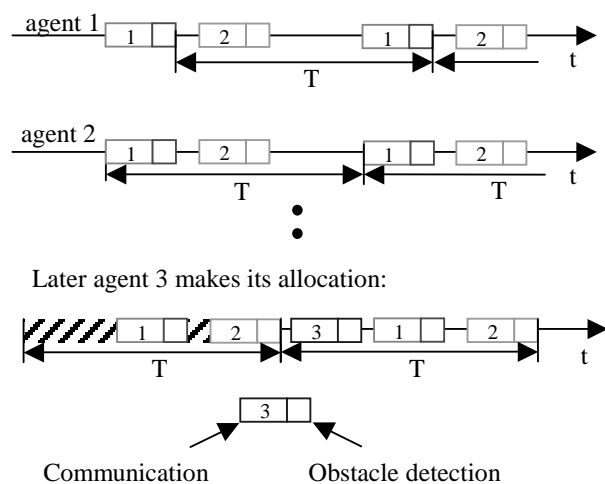 agent 1
1 2 1 2
T t
agent 2
1 2 1 2
T T t
Later agent 3 makes its allocation:
1 2 3 1 2
T T t
3
Communication Obstacle detection